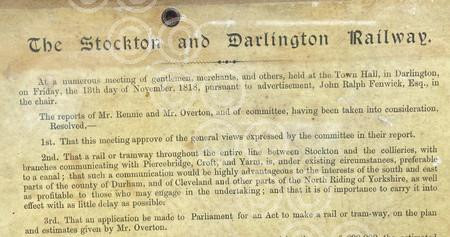 The Stockton and Darlington Railway.
At a numerous meeting of gentlemen, merchants, and others, held at the Town Hall, in Darlington,
on Friday, the 13th day of November, 1818, pursuant to advertisement, John Ralph Fenwick, Esq., in
the chair.
The reports of Mr. Rennie and Mr. Overton, and of committee, having been taken into consideration,
Resolved,—
1st. That this meeting approve of the general views expressed by the committee in their report.
2nd. That a rail or tramway throughout the entire line between Stockton and the collieries, with
branches communicating with Piercebridge, Croft, and Yarm, is, under existing circumstances, preferable
to a canal; that such a communication would be highly advantageous to the interests of the south and east
parts of the county of Durham, and of Cleveland and other parts of the North Riding of Yorkshire, as well
as profitable to those who may engage in the undertaking; and that it is of importance to carry it into
effect with as little delay as possible.
3rd. That an application be made to Parliament for an Act to make a rail or tram-way, on the plan
and estimates given by Mr. Overton.